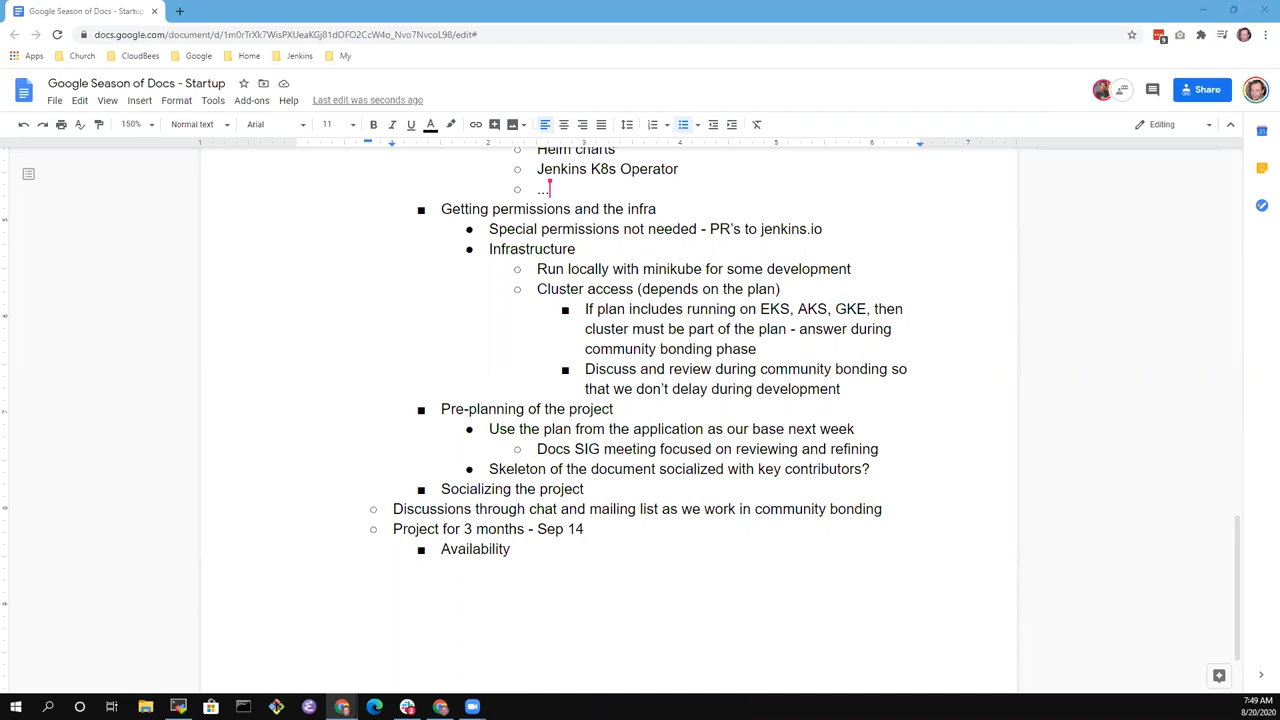 Google Season of Docs - Startup
docs.google.com/document/d/1m0rTrXk7WisPXUeaKGj81dOFO2CcW4o_Nvo7NvcoL98/edit#
Apps Church CloudBees Google Home Jenkins My
Google Season of Docs - Startup
File Edit View Insert Format Tools Add-ons Help Last edit was seconds ago
Share
150% Normal text Arial 11 B I U A Editing
1 2 3 4 5 6 7
Helm charts
Jenkins K8s Operator
...
Getting permissions and the infra
Special permissions not needed - PR's to jenkins.io
Infrastructure
Run locally with minikube for some development
Cluster access (depends on the plan)
If plan includes running on EKS, AKS, GKE, then
cluster must be part of the plan - answer during
community bonding phase
Discuss and review during community bonding so
that we don't delay during development
Pre-planning of the project
Use the plan from the application as our base next week
Docs SIG meeting focused on reviewing and refining
Skeleton of the document socialized with key contributors?
Socializing the project
Discussions through chat and mailing list as we work in community bonding
Project for 3 months - Sep 14
Availability
7:49 AM
8/20/2020